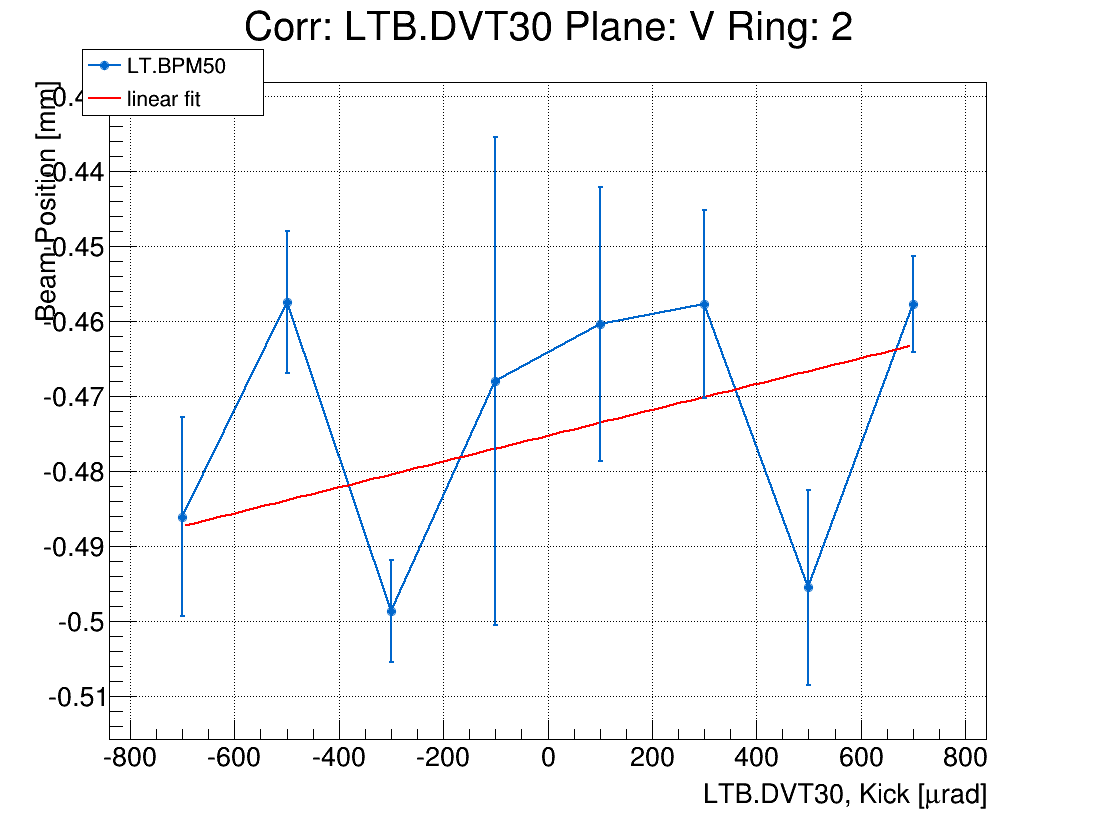 Corr: LTB.DVT30 Plane: V Ring: 2
LT.BPM50
linear fit
Beam Position [mm]
0.44
0.45
-0.46
-0.47
-0.48
-0.49
-0.5
-0.51
-800 -600 -400 -200 0 200 400 600 800
LTB.DVT30, Kick [μrad]